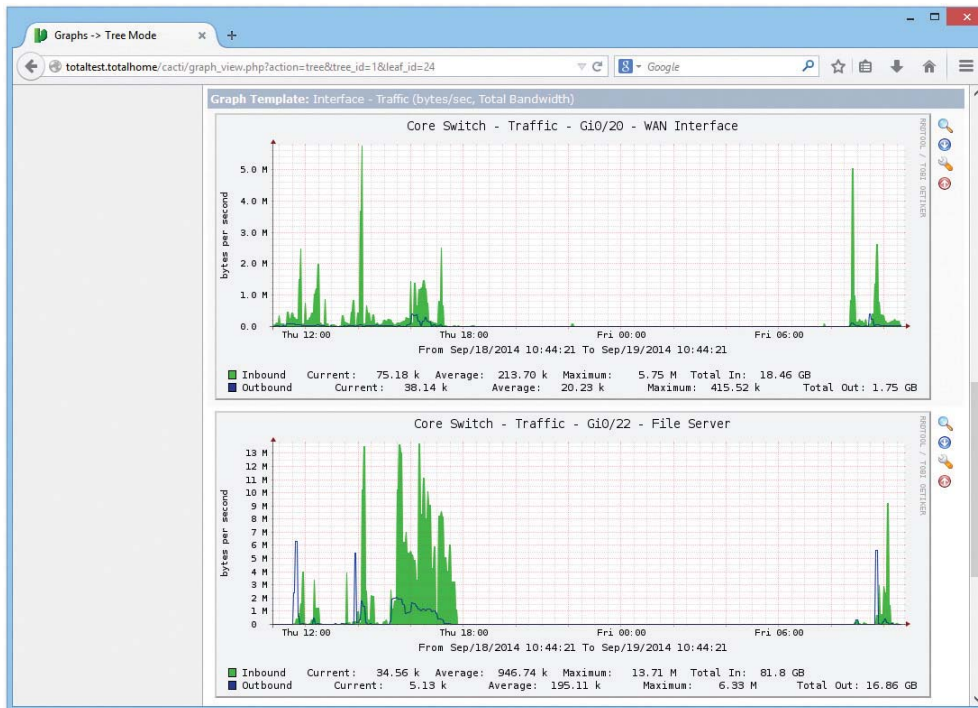 Graphs -> Tree Mode
totaltest.totalhome/cacti/graph_view.php?action=tree&tree_id=1&leaf_id=24
Google
Graph Template: Interface - Traffic (bytes/sec, Total Bandwidth)
Core Switch - Traffic - Gi0/20 - WAN Interface
RRDTOOL / TOBI OETIKER
bytes per second
5.0 M
4.0 M
3.0 M
2.0 M
1.0 M
0.0
Thu 12:00 Thu 18:00 Fri 00:00 Fri 06:00
From Sep/18/2014 10:44:21 To Sep/19/2014 10:44:21
Inbound Current: 75.18 k Average: 213.70 k Maximum: 5.75 M Total In: 18.46 GB
Outbound Current: 38.14 k Average: 20.23 k Maximum: 415.52 k Total Out: 1.75 GB
Core Switch - Traffic - Gi0/22 - File Server
RRDTOOL / TOBI OETIKER
bytes per second
13 M
12 M
11 M
10 M
9 M
8 M
7 M
6 M
5 M
4 M
3 M
2 M
1 M
0
Thu 12:00 Thu 18:00 Fri 00:00 Fri 06:00
From Sep/18/2014 10:44:21 To Sep/19/2014 10:44:21
Inbound Current: 34.56 k Average: 946.74 k Maximum: 13.71 M Total In: 81.8 GB
Outbound Current: 5.13 k Average: 195.11 k Maximum: 6.33 M Total Out: 16.86 GB